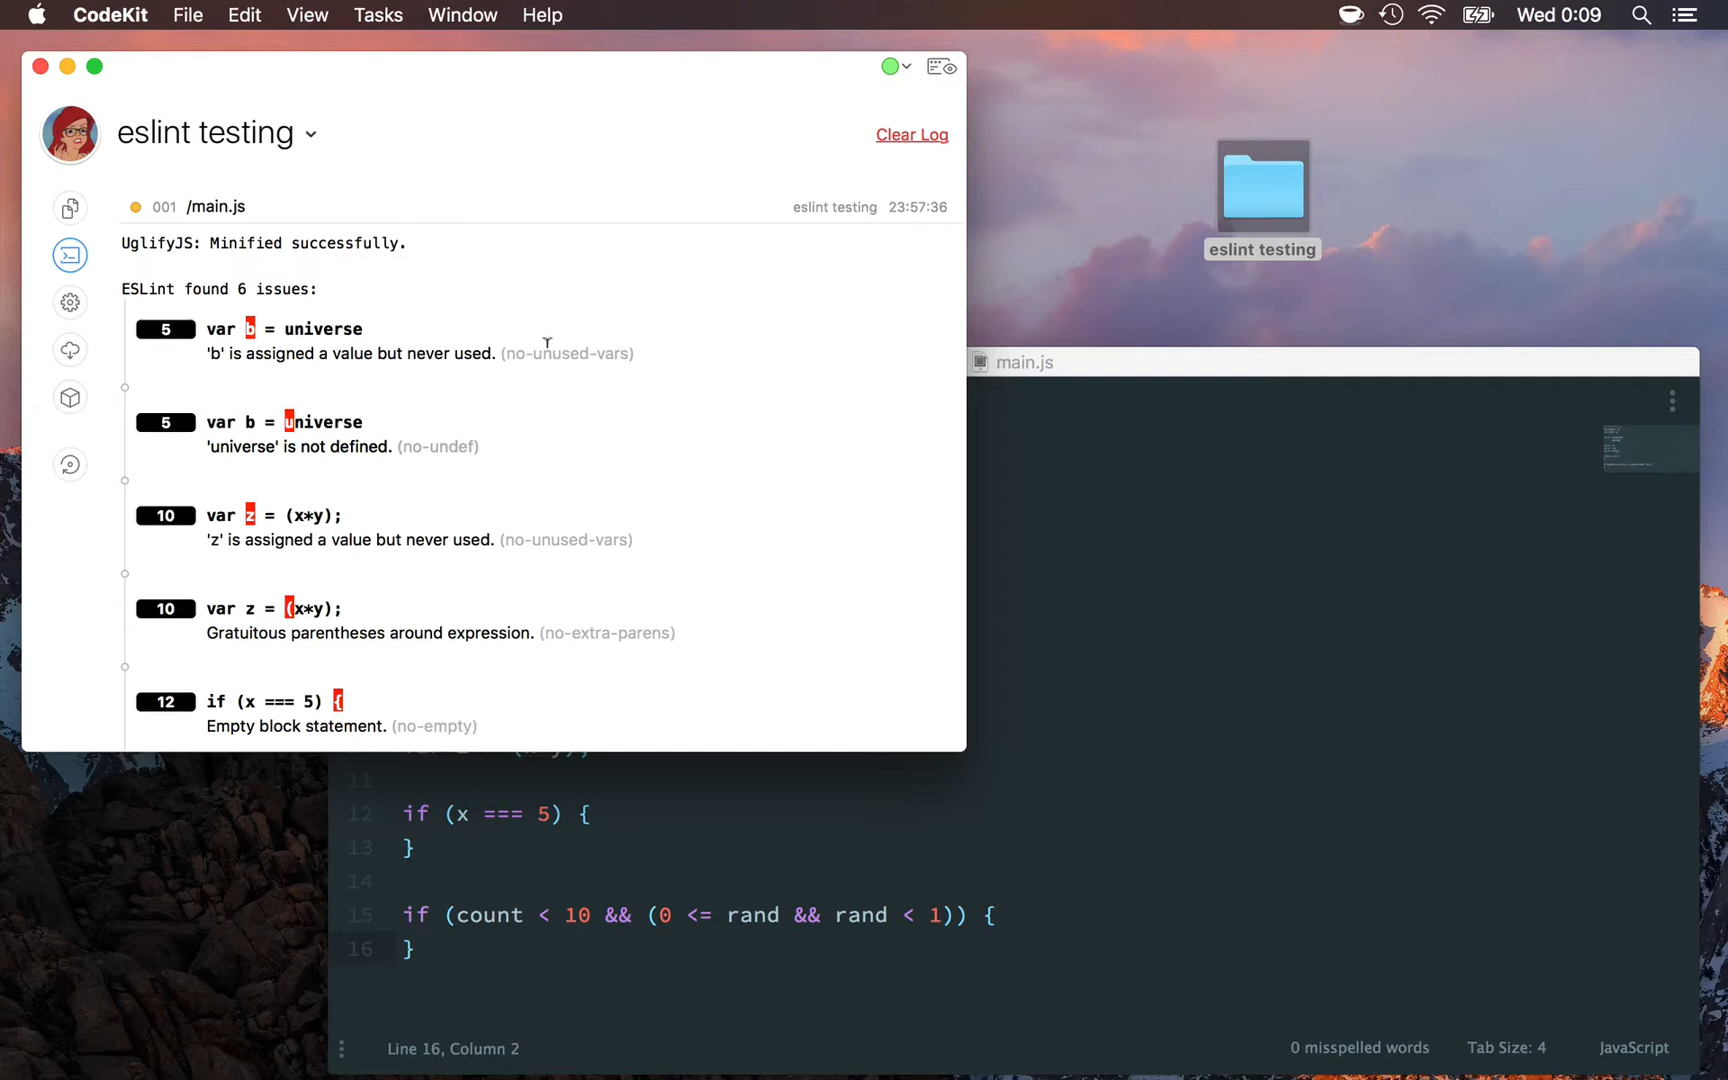 CodeKit File Edit View Tasks Window Help Wed 0:09
eslint testing
Clear Log
001 /main.js eslint testing 23:57:36
UglifyJS: Minified successfully.
ESLint found 6 issues:
5 var b = universe
'b' is assigned a value but never used. (no-unused-vars)
5 var b = universe
'universe' is not defined. (no-undef)
10 var z = (x*y);
'z' is assigned a value but never used. (no-unused-vars)
10 var z = (x*y);
Gratuitous parentheses around expression. (no-extra-parens)
12 if (x === 5) {
Empty block statement. (no-empty)
eslint testing
main.js
11
12 if (x === 5) {
13 }
14
15 if (count < 10 && (0 <= rand && rand < 1)) {
16 }
Line 16, Column 2 0 misspelled words Tab Size: 4 JavaScript